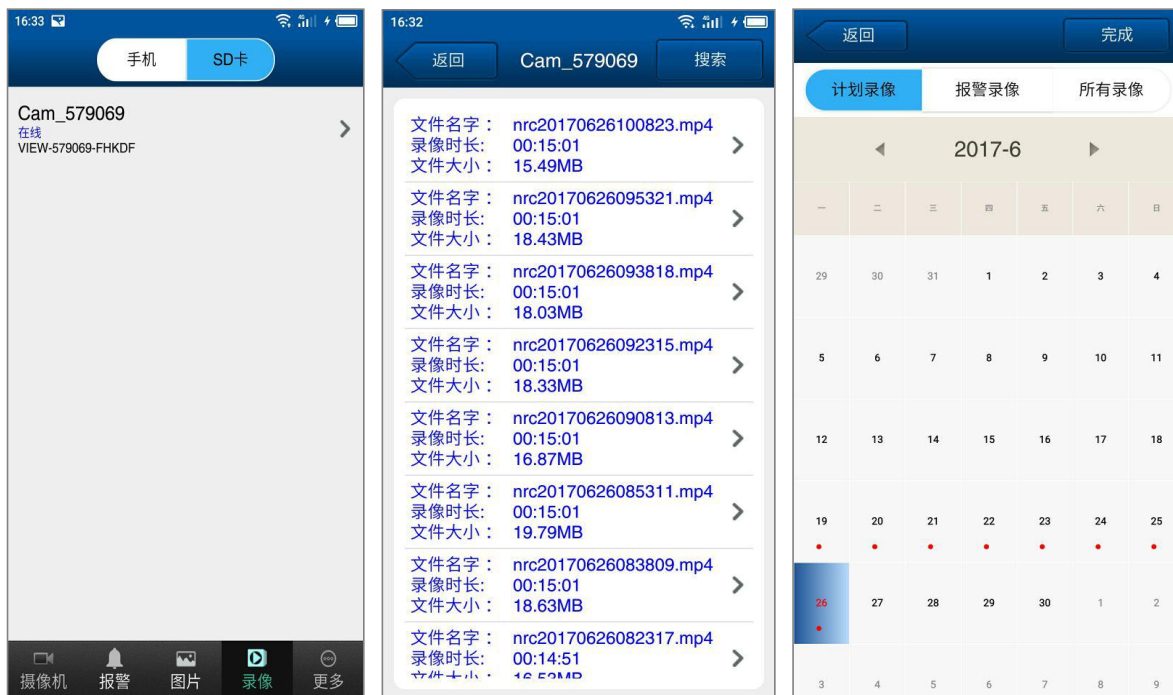 16:33
手机
SD卡
Cam_579069
在线
VIEW-579069-FHKDF
摄像机
报警
图片
录像
更多
16:32
返回
Cam_579069
搜索
文件名字： nrc20170626100823.mp4
录像时长: 00:15:01
文件大小： 15.49MB
文件名字： nrc20170626095321.mp4
录像时长: 00:15:01
文件大小： 18.43MB
文件名字： nrc20170626093818.mp4
录像时长: 00:15:01
文件大小： 18.03MB
文件名字： nrc20170626092315.mp4
录像时长: 00:15:01
文件大小： 18.33MB
文件名字： nrc20170626090813.mp4
录像时长: 00:15:01
文件大小： 16.87MB
文件名字： nrc20170626085311.mp4
录像时长: 00:15:01
文件大小： 19.79MB
文件名字： nrc20170626083809.mp4
录像时长: 00:15:01
文件大小： 18.63MB
文件名字： nrc20170626082317.mp4
录像时长: 00:14:51
文件大小： 16.52MB
返回
完成
计划录像
报警录像
所有录像
2017-6
一 二 三 四 五 六 日
29 30 31 1 2 3 4
5 6 7 8 9 10 11
12 13 14 15 16 17 18
19 20 21 22 23 24 25
26 27 28 29 30 1 2
3 4 5 6 7 8 9